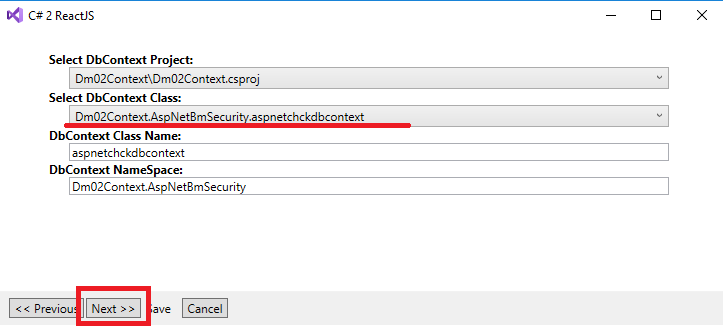 C# 2 ReactJS
Select DbContext Project:
Dm02Context\Dm02Context.csproj
Select DbContext Class:
Dm02Context.AspNetBmSecurity.aspnetchckdbcontext
DbContext Class Name:
aspnetchckdbcontext
DbContext NameSpace:
Dm02Context.AspNetBmSecurity
<< Previous Next >> Save Cancel